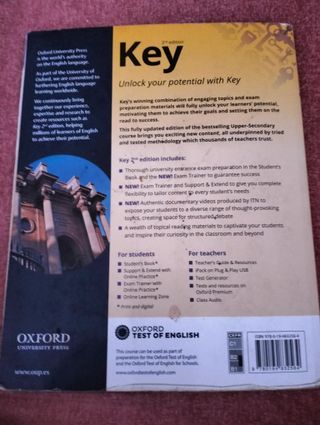 Oxford University Press
is the world's authority
on the English language.
As part of the University of
Oxford, we are committed to
furthering English language
learning worldwide.
We continuously bring
together our experience,
expertise and research to
create resources such as
Key 2nd edition, helping
millions of learners of English
to achieve their potential.
2nd edition
Key
Unlock your potential with Key
Key's winning combination of engaging topics and exam
preparation materials will fully unlock your learners' potential,
motivating them to achieve their goals and setting them on the
road to success.
This fully updated edition of the bestselling Upper-Secondary
course brings you exciting new content, all underpinned by tried
and tested methodology which thousands of teachers trust.
Key 2nd edition includes:
Thorough university entrance exam preparation in the Student's
Book and the NEW! Exam Trainer to guarantee success
NEW! Exam Trainer and Support & Extend to give you complete
flexibility to tailor content to every student's needs
NEW! Authentic documentary videos produced by ITN to
expose your students to a diverse range of thought-provoking
topics, creating space for structured debate
A wealth of topical reading materials to captivate your students
and inspire their curiosity in the classroom and beyond
For students
Student's Book*
Support & Extend with
Online Practice*
Exam Trainer with
Online Practice*
Online Learning Zone
* Print and digital
For teachers
Teacher's Guide & Resources
iPack on Plug & Play USB
Test Generator
Tests and resources on
Oxford Premium
Class Audio
OXFORD
UNIVERSITY PRESS
www.oup.es
OXFORD
TEST OF ENGLISH
This course can be used as part of
preparation for the Oxford Test of English
and the Oxford Test of English for Schools.
www.oxfordtestofenglish.com
CEFR
C1
B2
B1